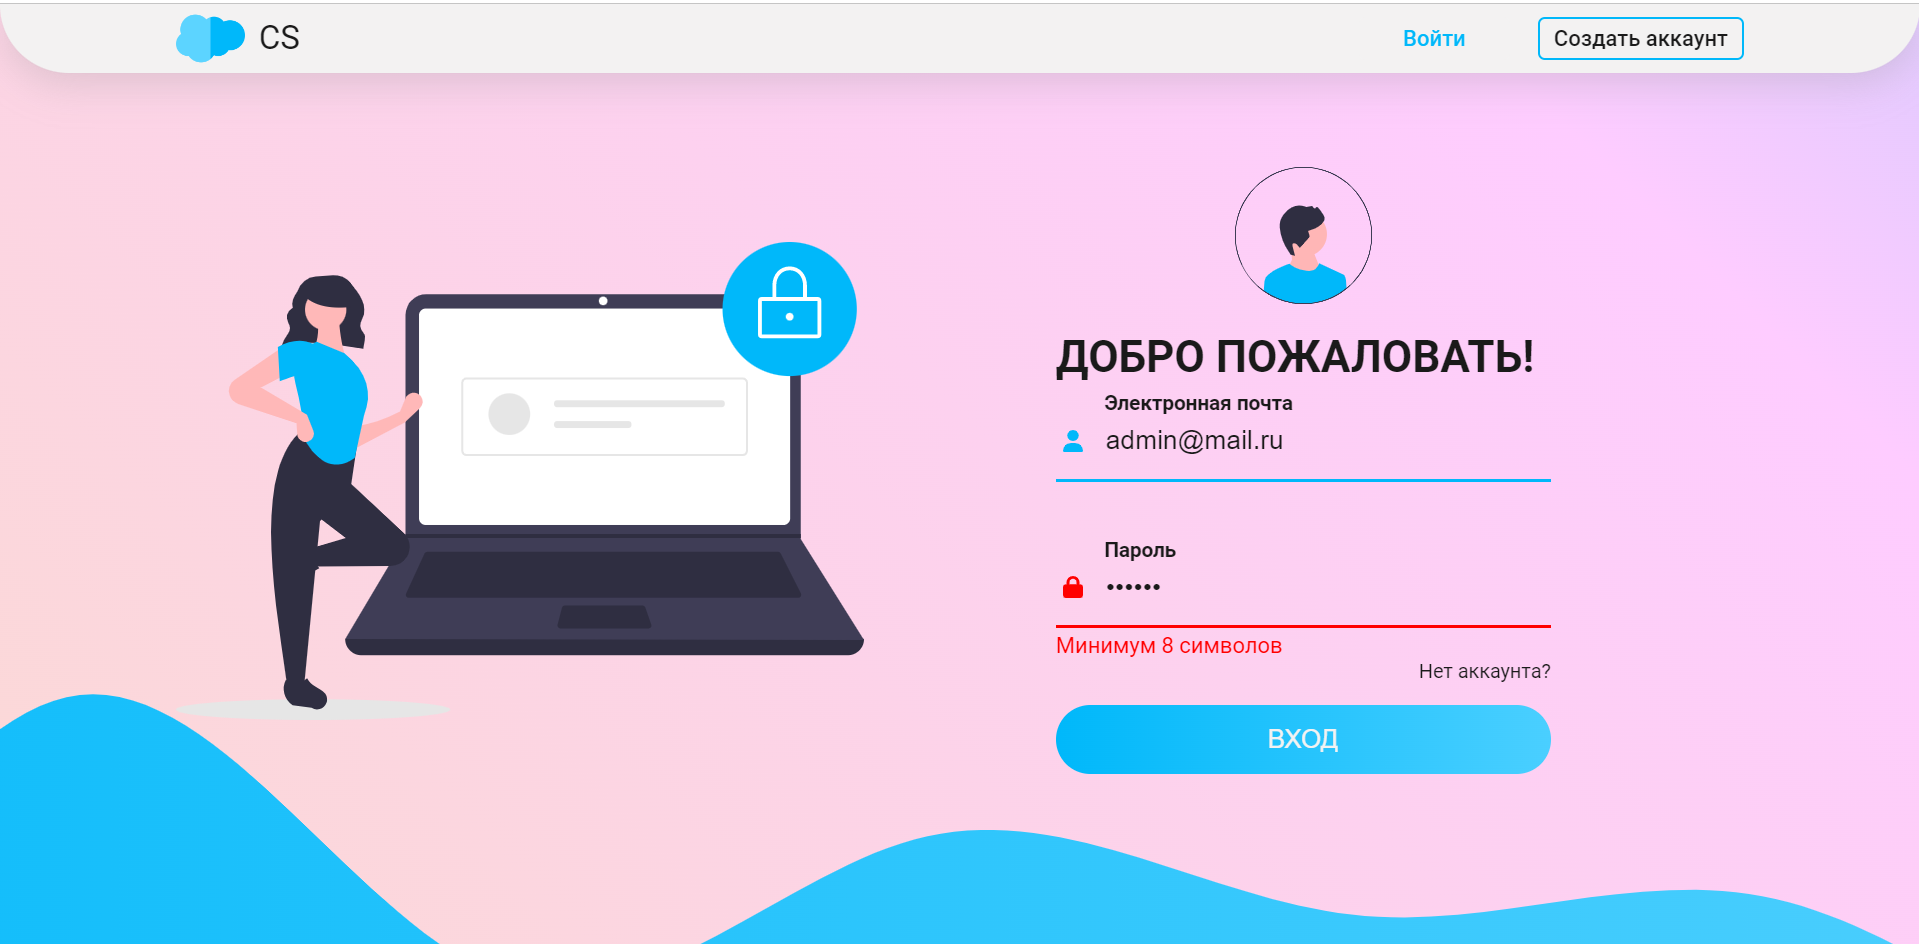 CS
Войти
Создать аккаунт
ДОБРО ПОЖАЛОВАТЬ!
Электронная почта
admin@mail.ru
Пароль
••••••
Минимум 8 символов
Нет аккаунта?
ВХОД